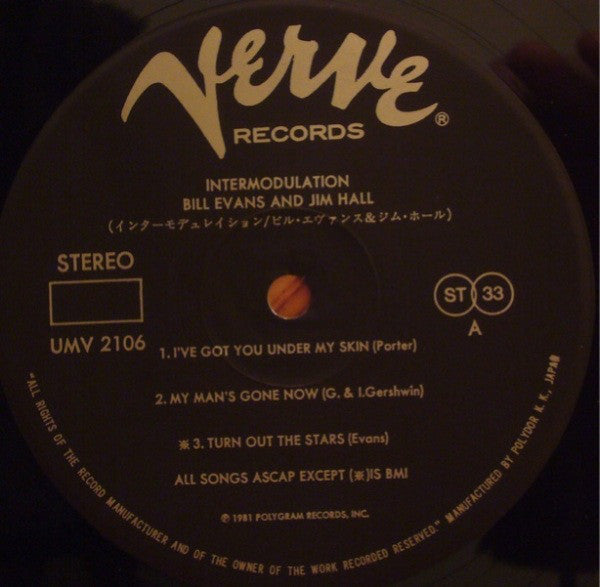 Verve®
RECORDS
INTERMODULATION
BILL EVANS AND JIM HALL
(インターモデュレイション/ビル・エヴァンス&ジム・ホール)
STEREO
ST 33
UMV 2106
A
1. I'VE GOT YOU UNDER MY SKIN (Porter)
2. MY MAN'S GONE NOW (G. & I.Gershwin)
※ 3. TURN OUT THE STARS (Evans)
ALL SONGS ASCAP EXCEPT (※)IS BMI
℗ 1981 POLYGRAM RECORDS, INC.
"ALL RIGHTS OF THE RECORD MANUFACTURER AND OF THE OWNER OF THE WORK RECORDED RESERVED." MANUFACTURED BY POLYDOR K. K., JAPAN